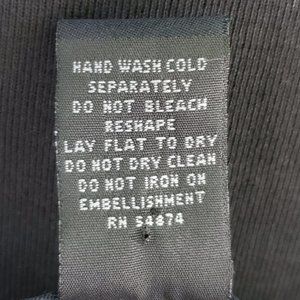 HAND WASH COLD
SEPARATELY
DO NOT BLEACH
RESHAPE
LAY FLAT TO DRY
DO NOT DRY CLEAN
DO NOT IRON ON
EMBELLISHMENT
RN 54874